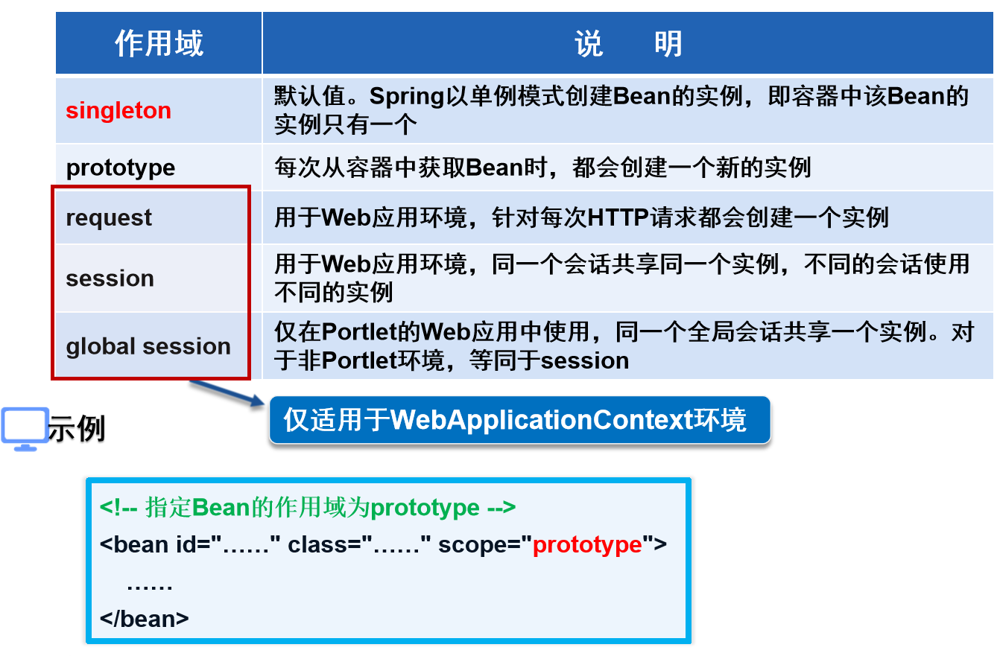 作用域
说 明
singleton
默认值。Spring以单例模式创建Bean的实例，即容器中该Bean的
实例只有一个
prototype
每次从容器中获取Bean时，都会创建一个新的实例
request
用于Web应用环境，针对每次HTTP请求都会创建一个实例
session
用于Web应用环境，同一个会话共享同一个实例，不同的会话使用
不同的实例
global session
仅在Portlet的Web应用中使用，同一个全局会话共享一个实例。对
于非Portlet环境，等同于session
仅适用于WebApplicationContext环境
示例
<!-- 指定Bean的作用域为prototype -->
<bean id="……" class="……" scope="prototype">
……
</bean>